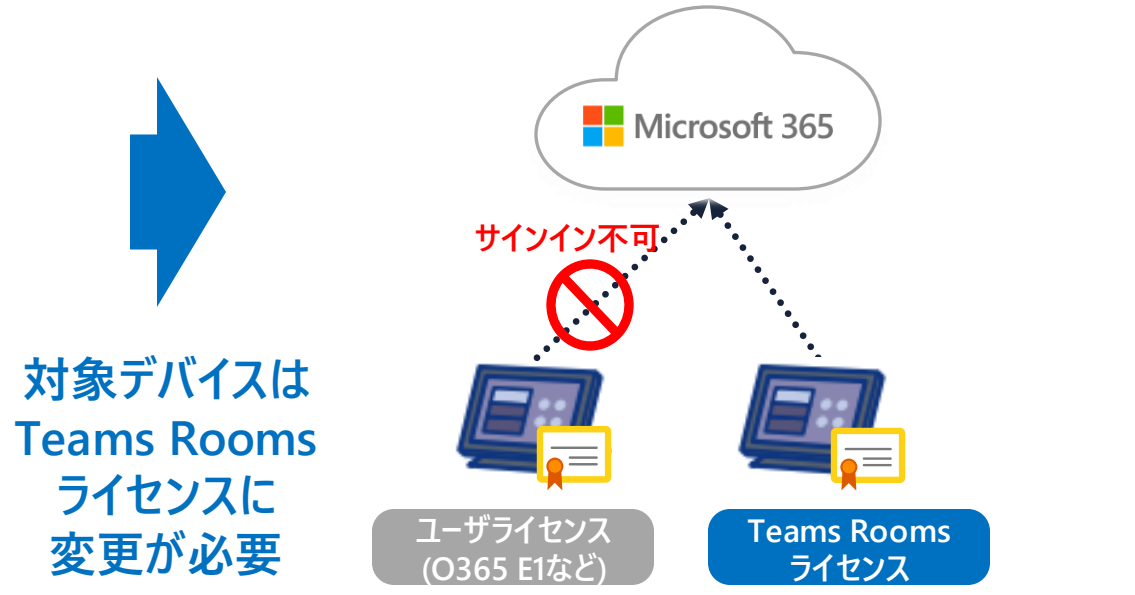 Microsoft 365
サインイン不可
対象デバイスは
Teams Rooms
ライセンスに
変更が必要
ユーザライセンス
(O365 E1など)
Teams Rooms
ライセンス